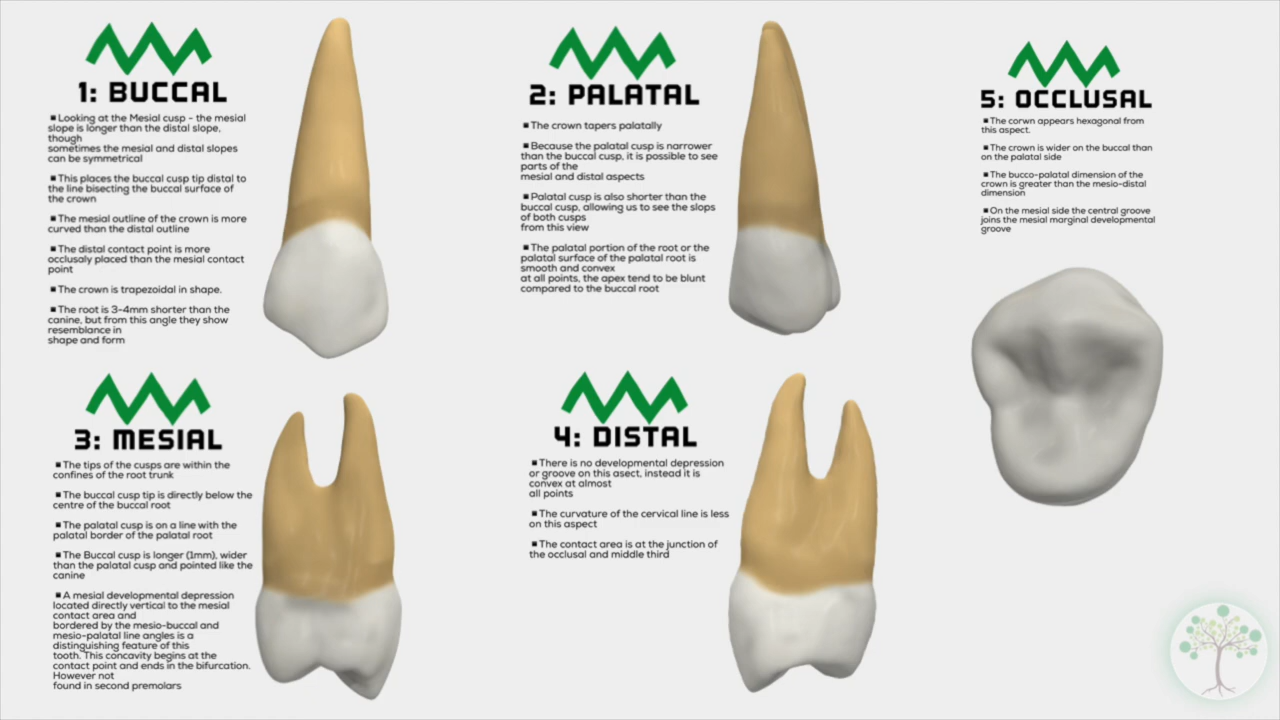 1: BUCCAL
▪Looking at the Mesial cusp - the mesial
slope is longer than the distal slope,
though
sometimes the mesial and distal slopes
can be symmetrical
▪This places the buccal cusp tip distal to
the line bisecting the buccal surface of
the crown
▪The mesial outline of the crown is more
curved than the distal outline
▪The distal contact point is more
occlusaly placed than the mesial contact
point
▪The crown is trapezoidal in shape.
▪The root is 3-4mm shorter than the
canine, but from this angle they show
resemblance in
shape and form
2: PALATAL
▪The crown tapers palatally
▪Because the palatal cusp is narrower
than the buccal cusp, it is possible to see
parts of the
mesial and distal aspects
▪Palatal cusp is also shorter than the
buccal cusp, allowing us to see the slops
of both cusps
from this view
▪The palatal portion of the root or the
palatal surface of the palatal root is
smooth and convex
at all points, the apex tend to be blunt
compared to the buccal root
5: OCCLUSAL
▪The corwn appears hexagonal from
this aspect.
▪The crown is wider on the buccal than
on the palatal side
▪The bucco-palatal dimension of the
crown is greater than the mesio-distal
dimension
▪On the mesial side the central groove
joins the mesial marginal developmental
groove
3: MESIAL
▪The tips of the cusps are within the
confines of the root trunk
▪The buccal cusp tip is directly below the
centre of the buccal root
▪The palatal cusp is on a line with the
palatal border of the palatal root
▪The Buccal cusp is longer (1mm), wider
than the palatal cusp and pointed like the
canine
▪A mesial developmental depression
located directly vertical to the mesial
contact area and
bordered by the mesio-buccal and
mesio-palatal line angles is a
distinguishing feature of this
tooth. This concavity begins at the
contact point and ends in the bifurcation.
However not
found in second premolars
4: DISTAL
▪There is no developmental depression
or groove on this asect, instead it is
convex at almost
all points
▪The curvature of the cervical line is less
on this aspect
▪The contact area is at the junction of
the occlusal and middle third